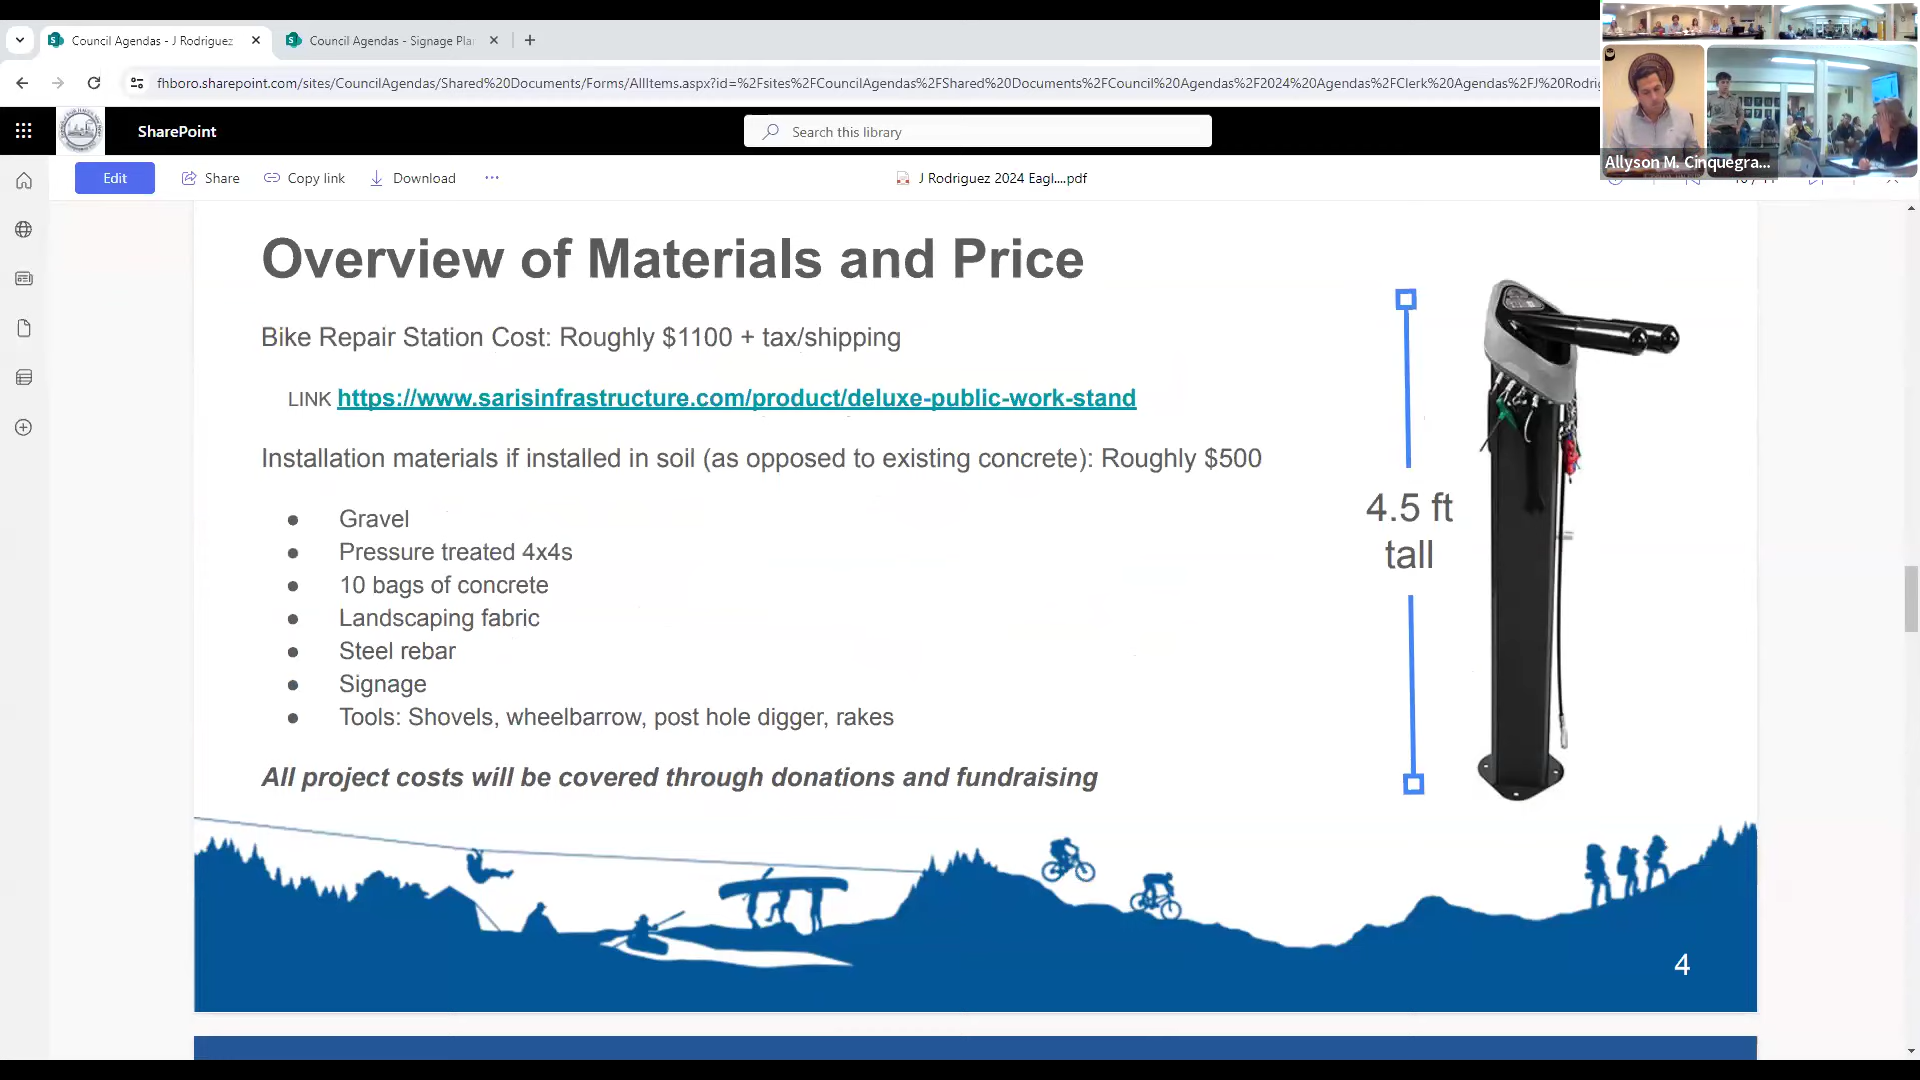 Council Agendas - J Rodriguez
Council Agendas - Signage Pla
fhboro.sharepoint.com/sites/CouncilAgendas/Shared%20Documents/Forms/AllItems.aspx?id=%2Fsites%2FCouncilAgendas%2FShared%20Documents%2FCouncil%20Agendas%2F2024%20Agendas%2FClerk%20Agendas%2FJ%20Rodri
SharePoint
Search this library
Allyson M. Cinquegra...
Edit
Share
Copy link
Download
J Rodriguez 2024 Eagl....pdf
Overview of Materials and Price
Bike Repair Station Cost: Roughly $1100 + tax/shipping
LINK https://www.sarisinfrastructure.com/product/deluxe-public-work-stand
Installation materials if installed in soil (as opposed to existing concrete): Roughly $500
● Gravel
● Pressure treated 4x4s
● 10 bags of concrete
● Landscaping fabric
● Steel rebar
● Signage
● Tools: Shovels, wheelbarrow, post hole digger, rakes
4.5 ft
tall
All project costs will be covered through donations and fundraising
4